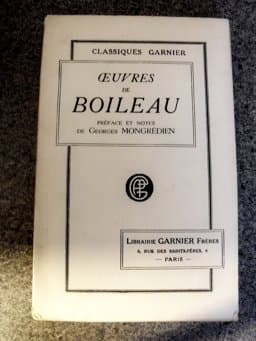 CLASSIQUES GARNIER
ŒUVRES
DE
BOILEAU
PRÉFACE ET NOTES
DE GEORGES MONGRÉDIEN
LIBRAIRIE GARNIER FRÈRES
6, RUE DES SAINTS-PÈRES, 6
— PARIS —